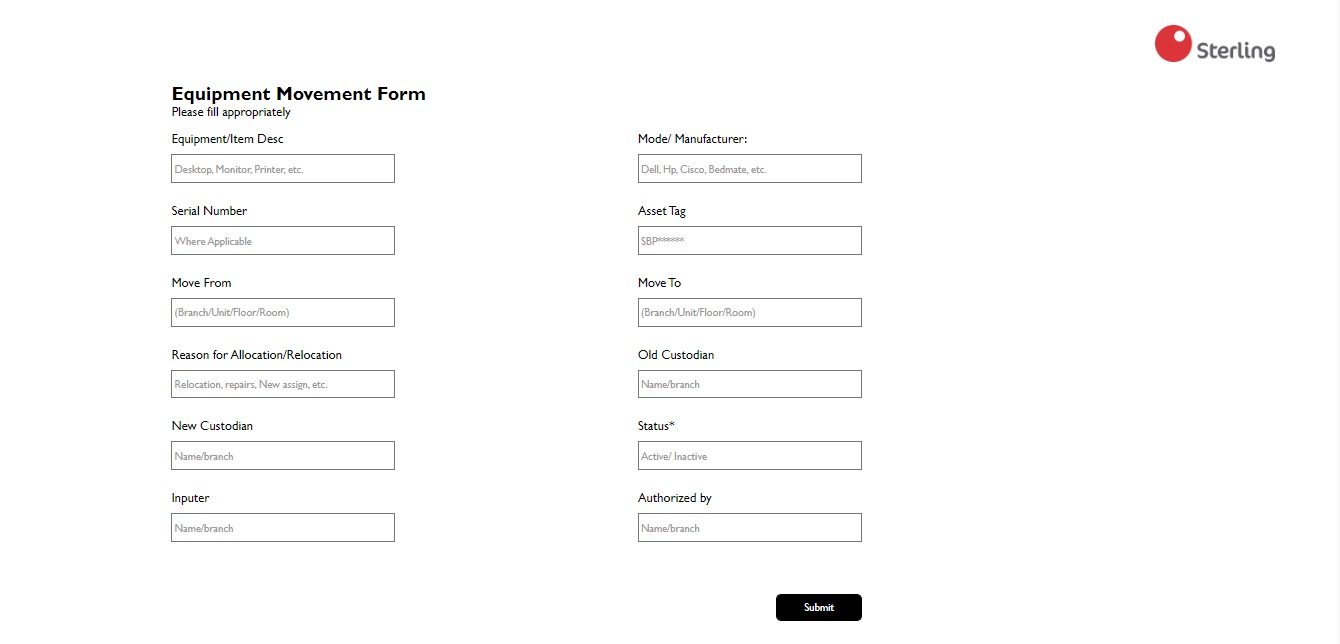 Sterling
Equipment Movement Form
Please fill appropriately
Equipment/Item Desc
Mode/ Manufacturer:
Desktop, Monitor, Printer, etc.
Dell, Hp, Cisco, Bedmate, etc.
Serial Number
Asset Tag
Where Applicable
SBP******
Move From
Move To
(Branch/Unit/Floor/Room)
(Branch/Unit/Floor/Room)
Reason for Allocation/Relocation
Old Custodian
Relocation, repairs, New assign, etc.
Name/branch
New Custodian
Status*
Name/branch
Active/ Inactive
Inputer
Authorized by
Name/branch
Name/branch
Submit